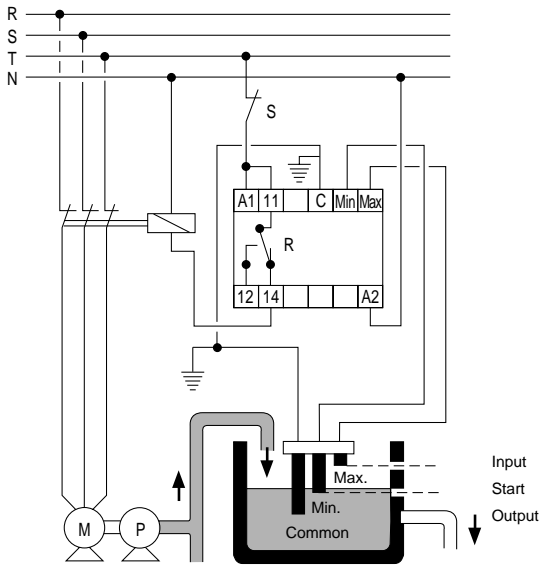 R
S
T
N
S
A1 11 C Min Max
R
12 14 A2
Max.
Min.
Common
Input
Start
Output
M P